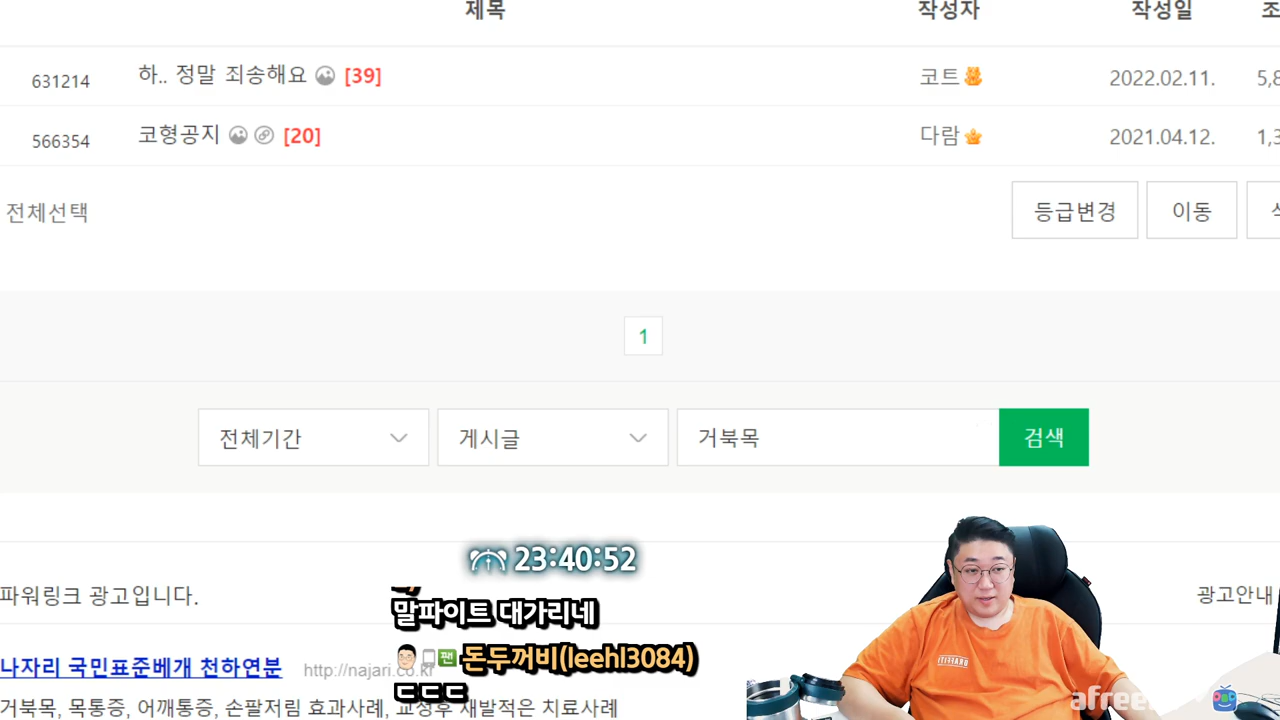 제목 작성자 작성일
631214 하.. 정말 죄송해요 [39] 코트 2022.02.11.
566354 코형공지 [20] 다람 2021.04.12.
전체선택 등급변경 이동
1
전체기간 게시글 거북목 검색
23:40:52
파워링크 광고입니다. 광고안내
말파이트 대가리네
나자리 국민표준베개 천하연분 http://najari.co.kr
팬 돈두꺼비(leehl3084)
ㄷㄷㄷ
거북목, 목통증, 어깨통증, 손팔저림 효과사례, 교정후 재발적은 치료사례